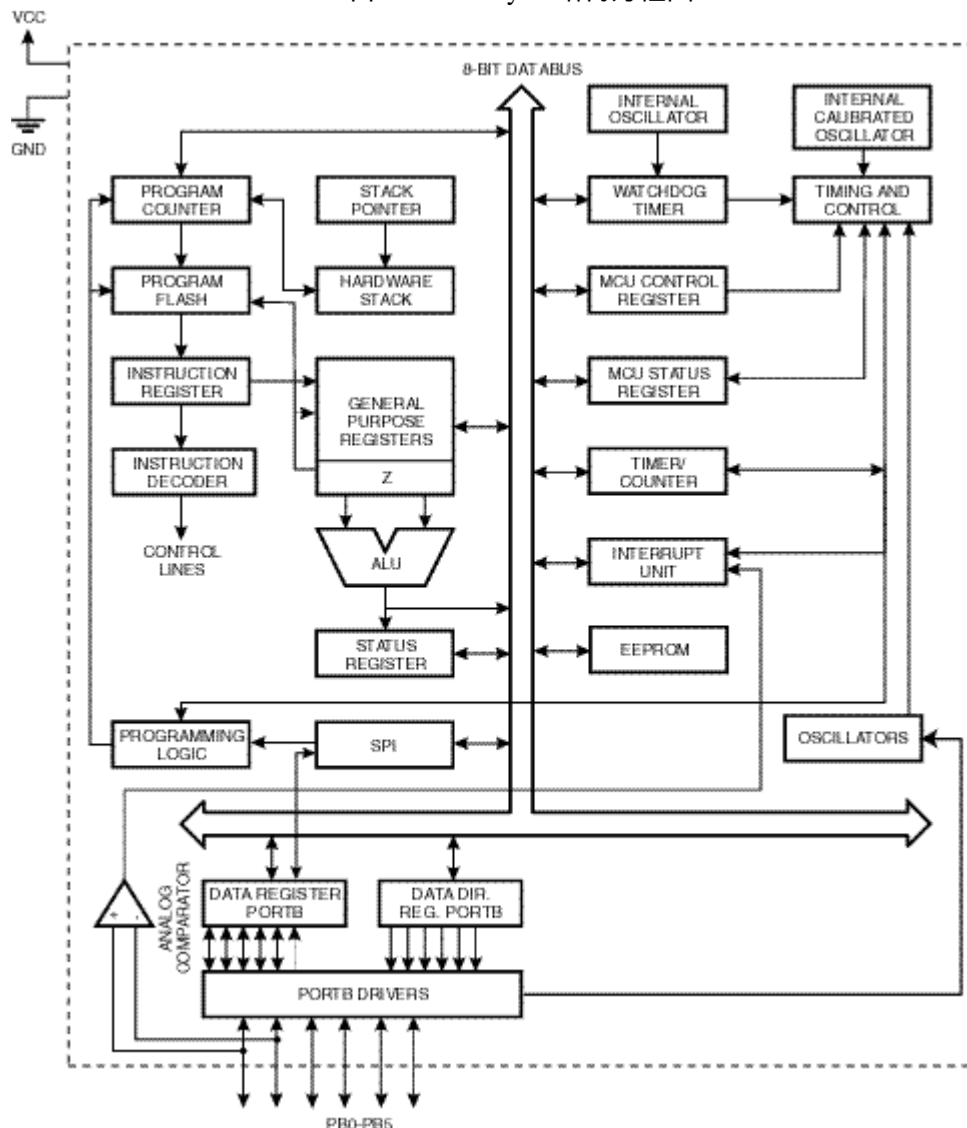 VCC
GND
8-BIT DATABUS
INTERNAL
OSCILLATOR
INTERNAL
CALIBRATED
OSCILLATOR
PROGRAM
COUNTER
STACK
POINTER
WATCHDOG
TIMER
TIMING AND
CONTROL
PROGRAM
FLASH
HARDWARE
STACK
MCU CONTROL
REGISTER
INSTRUCTION
REGISTER
GENERAL
PURPOSE
REGISTERS
Z
MCU STATUS
REGISTER
INSTRUCTION
DECODER
TIMER/
COUNTER
CONTROL
LINES
ALU
INTERRUPT
UNIT
STATUS
REGISTER
EEPROM
PROGRAMMING
LOGIC
SPI
OSCILLATORS
ANALOG
COMPARATOR
+ -
DATA REGISTER
PORTB
DATA DIR.
REG. PORTB
PORTB DRIVERS
PB0-PB5